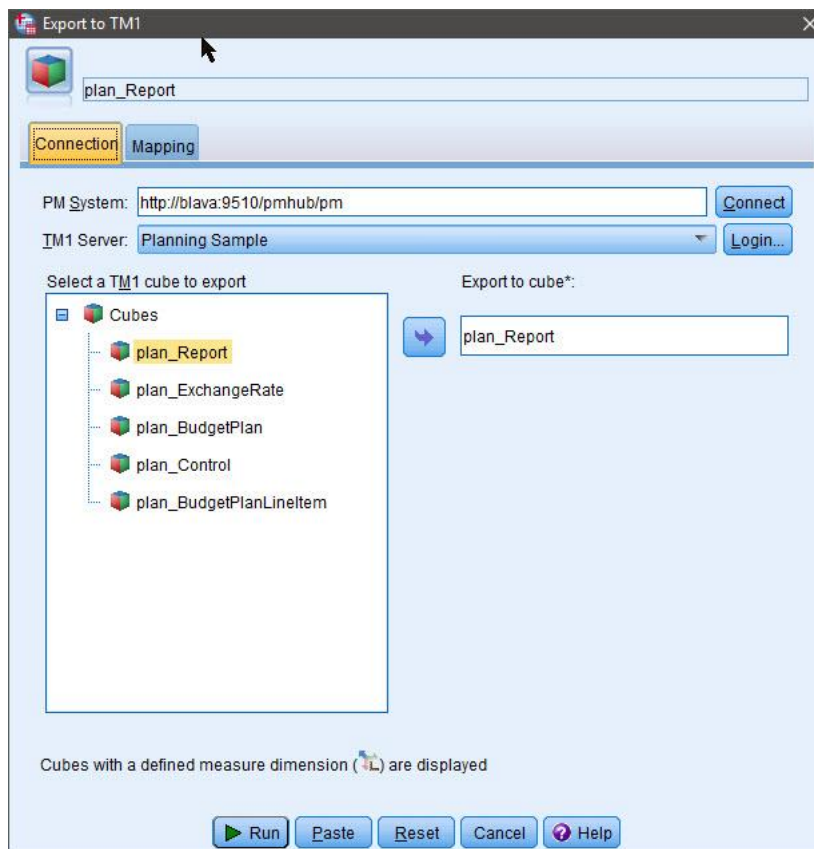 Export to TM1
plan_Report
Connection Mapping
PM System: http://blava:9510/pmhub/pm Connect
TM1 Server: Planning Sample Login...
Select a TM1 cube to export Export to cube*:
Cubes
plan_Report plan_Report
plan_ExchangeRate
plan_BudgetPlan
plan_Control
plan_BudgetPlanLineItem
Cubes with a defined measure dimension ( ) are displayed
Run Paste Reset Cancel Help